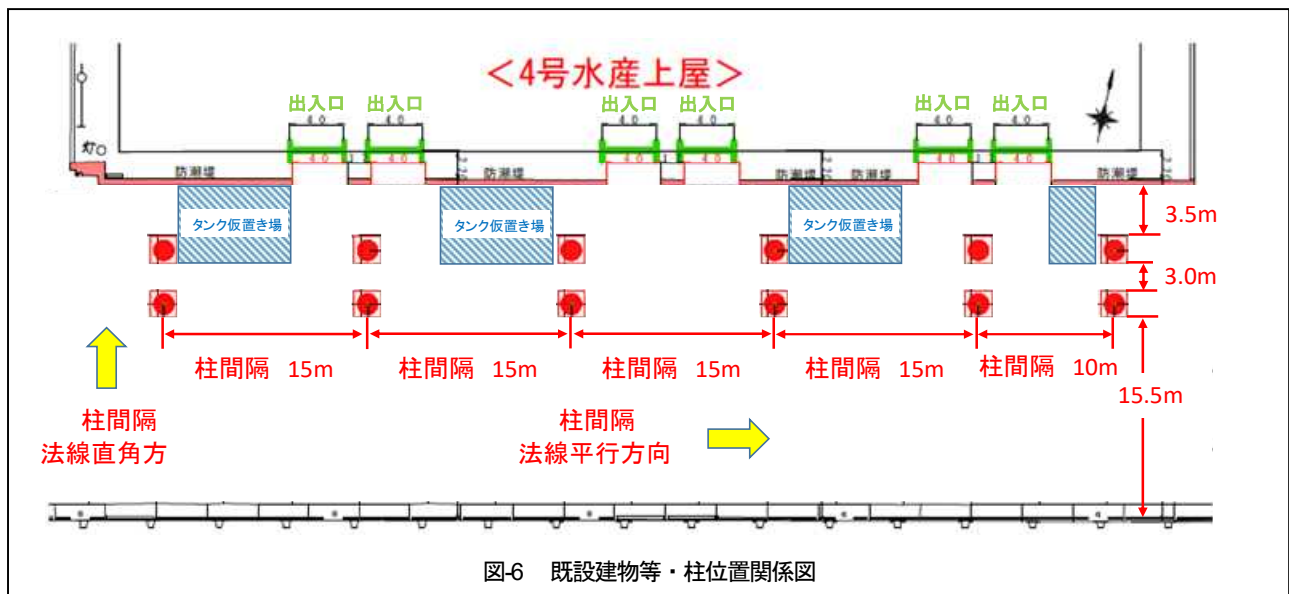 <4号水産上屋>
出入口 出入口 出入口 出入口 出入口 出入口
4.0 4.0 4.0 4.0 4.0 4.0
4.0 1 4.0 4.0 1 4.0 4.0 1 4.0
灯
防潮堤 防潮堤 防潮堤 防潮堤 防潮堤
タンク仮置き場 タンク仮置き場 タンク仮置き場
3.5m
3.0m
柱間隔 15m 柱間隔 15m 柱間隔 15m 柱間隔 15m 柱間隔 10m
15.5m
柱間隔
法線直角方
柱間隔
法線平行方向
図-6 既設建物等・柱位置関係図